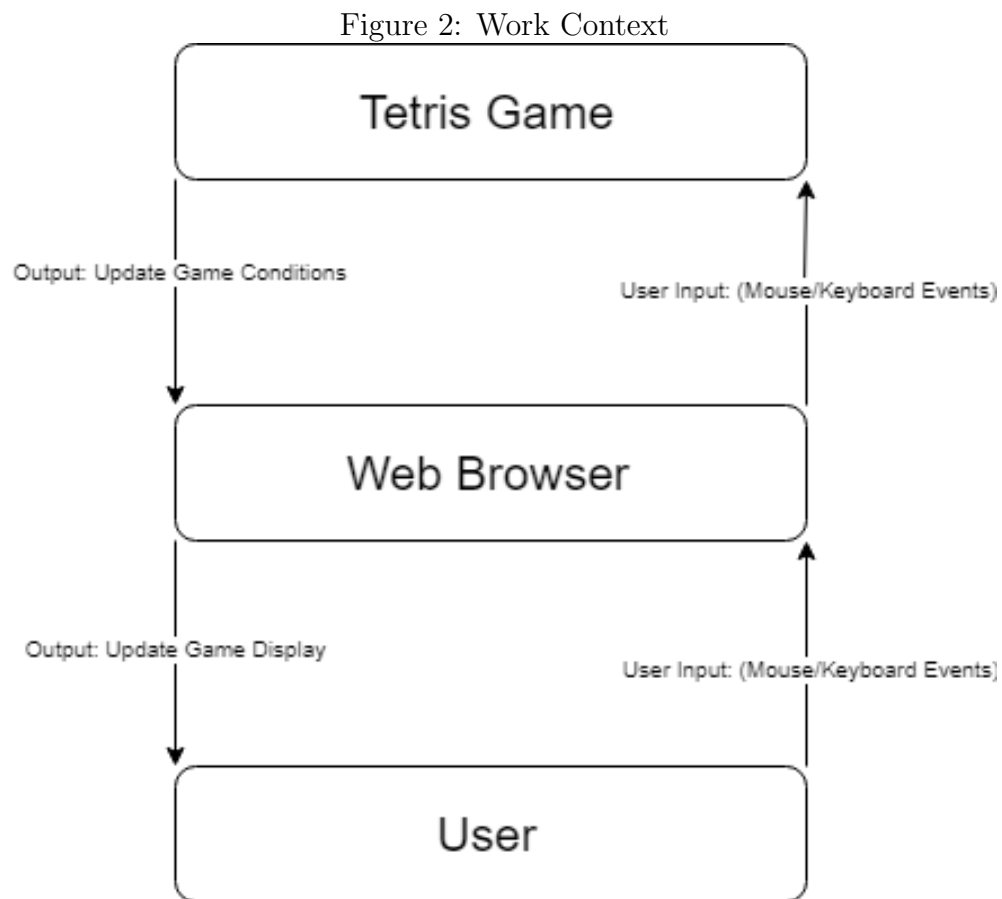 Figure 2: Work Context
Tetris Game
Output: Update Game Conditions
User Input: (Mouse/Keyboard Events)
Web Browser
Output: Update Game Display
User Input: (Mouse/Keyboard Events)
User